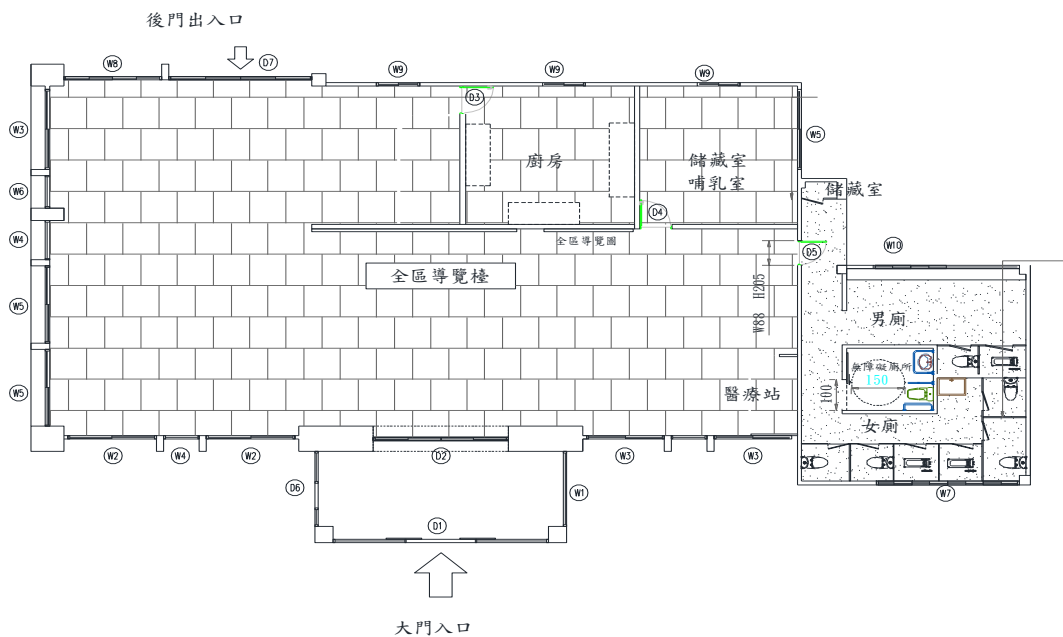 後門出入口
W8
D7
W9
W9
W9
W3
D3
W5
廚房
儲藏室
哺乳室
W6
儲藏室
D4
W4
全區導覽圖
D5
W10
全區導覽檯
W88 H205
W5
男廁
無障礙廁所
150
100
W5
醫療站
女廁
W2
W4
W2
D2
W3
W3
D6
W1
W7
D1
大門入口